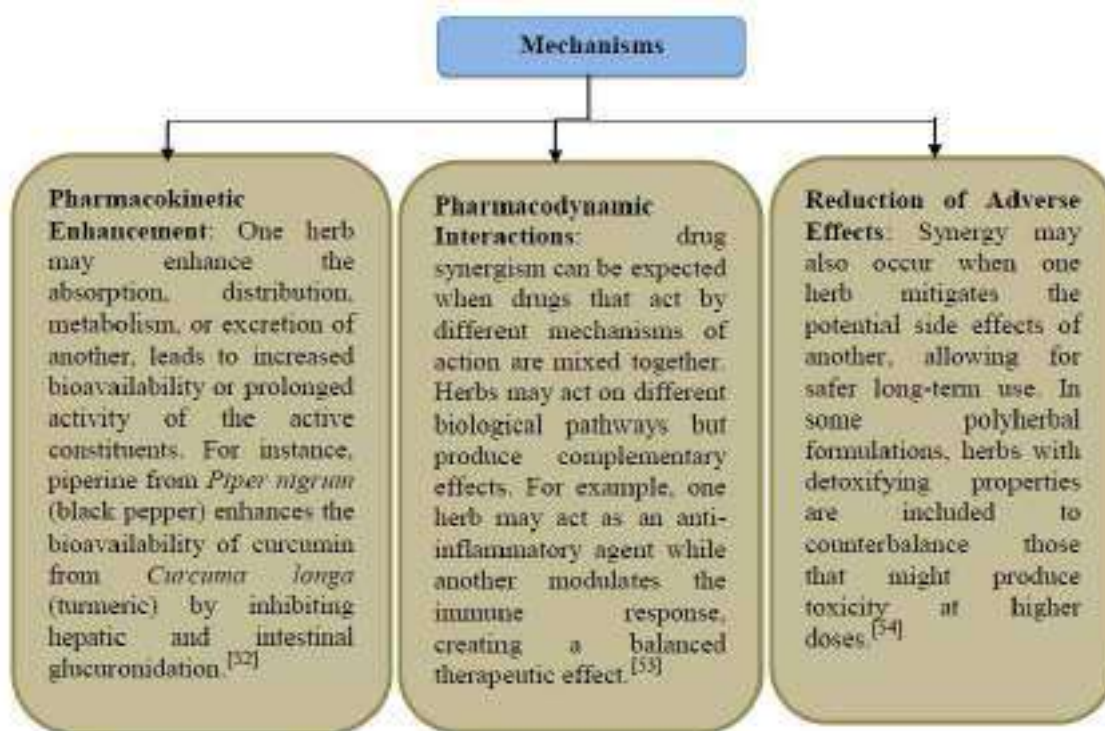 Mechanisms
Pharmacokinetic
Enhancement: One herb
may enhance the
absorption, distribution,
metabolism, or excretion of
another, leads to increased
bioavailability or prolonged
activity of the active
constituents. For instance,
piperine from Piper nigrum
(black pepper) enhances the
bioavailability of curcumin
from Curcuma longa
(turmeric) by inhibiting
hepatic and intestinal
glucuronidation.[52]
Pharmacodynamic
Interactions: drug
synergism can be expected
when drugs that act by
different mechanisms of
action are mixed together.
Herbs may act on different
biological pathways but
produce complementary
effects. For example, one
herb may act as an anti-
inflammatory agent while
another modulates the
immune response,
creating a balanced
therapeutic effect.[53]
Reduction of Adverse
Effects: Synergy may
also occur when one
herb mitigates the
potential side effects of
another, allowing for
safer long-term use. In
some polyherbal
formulations, herbs with
detoxifying properties
are included to
counterbalance those
that might produce
toxicity at higher
doses.[54]